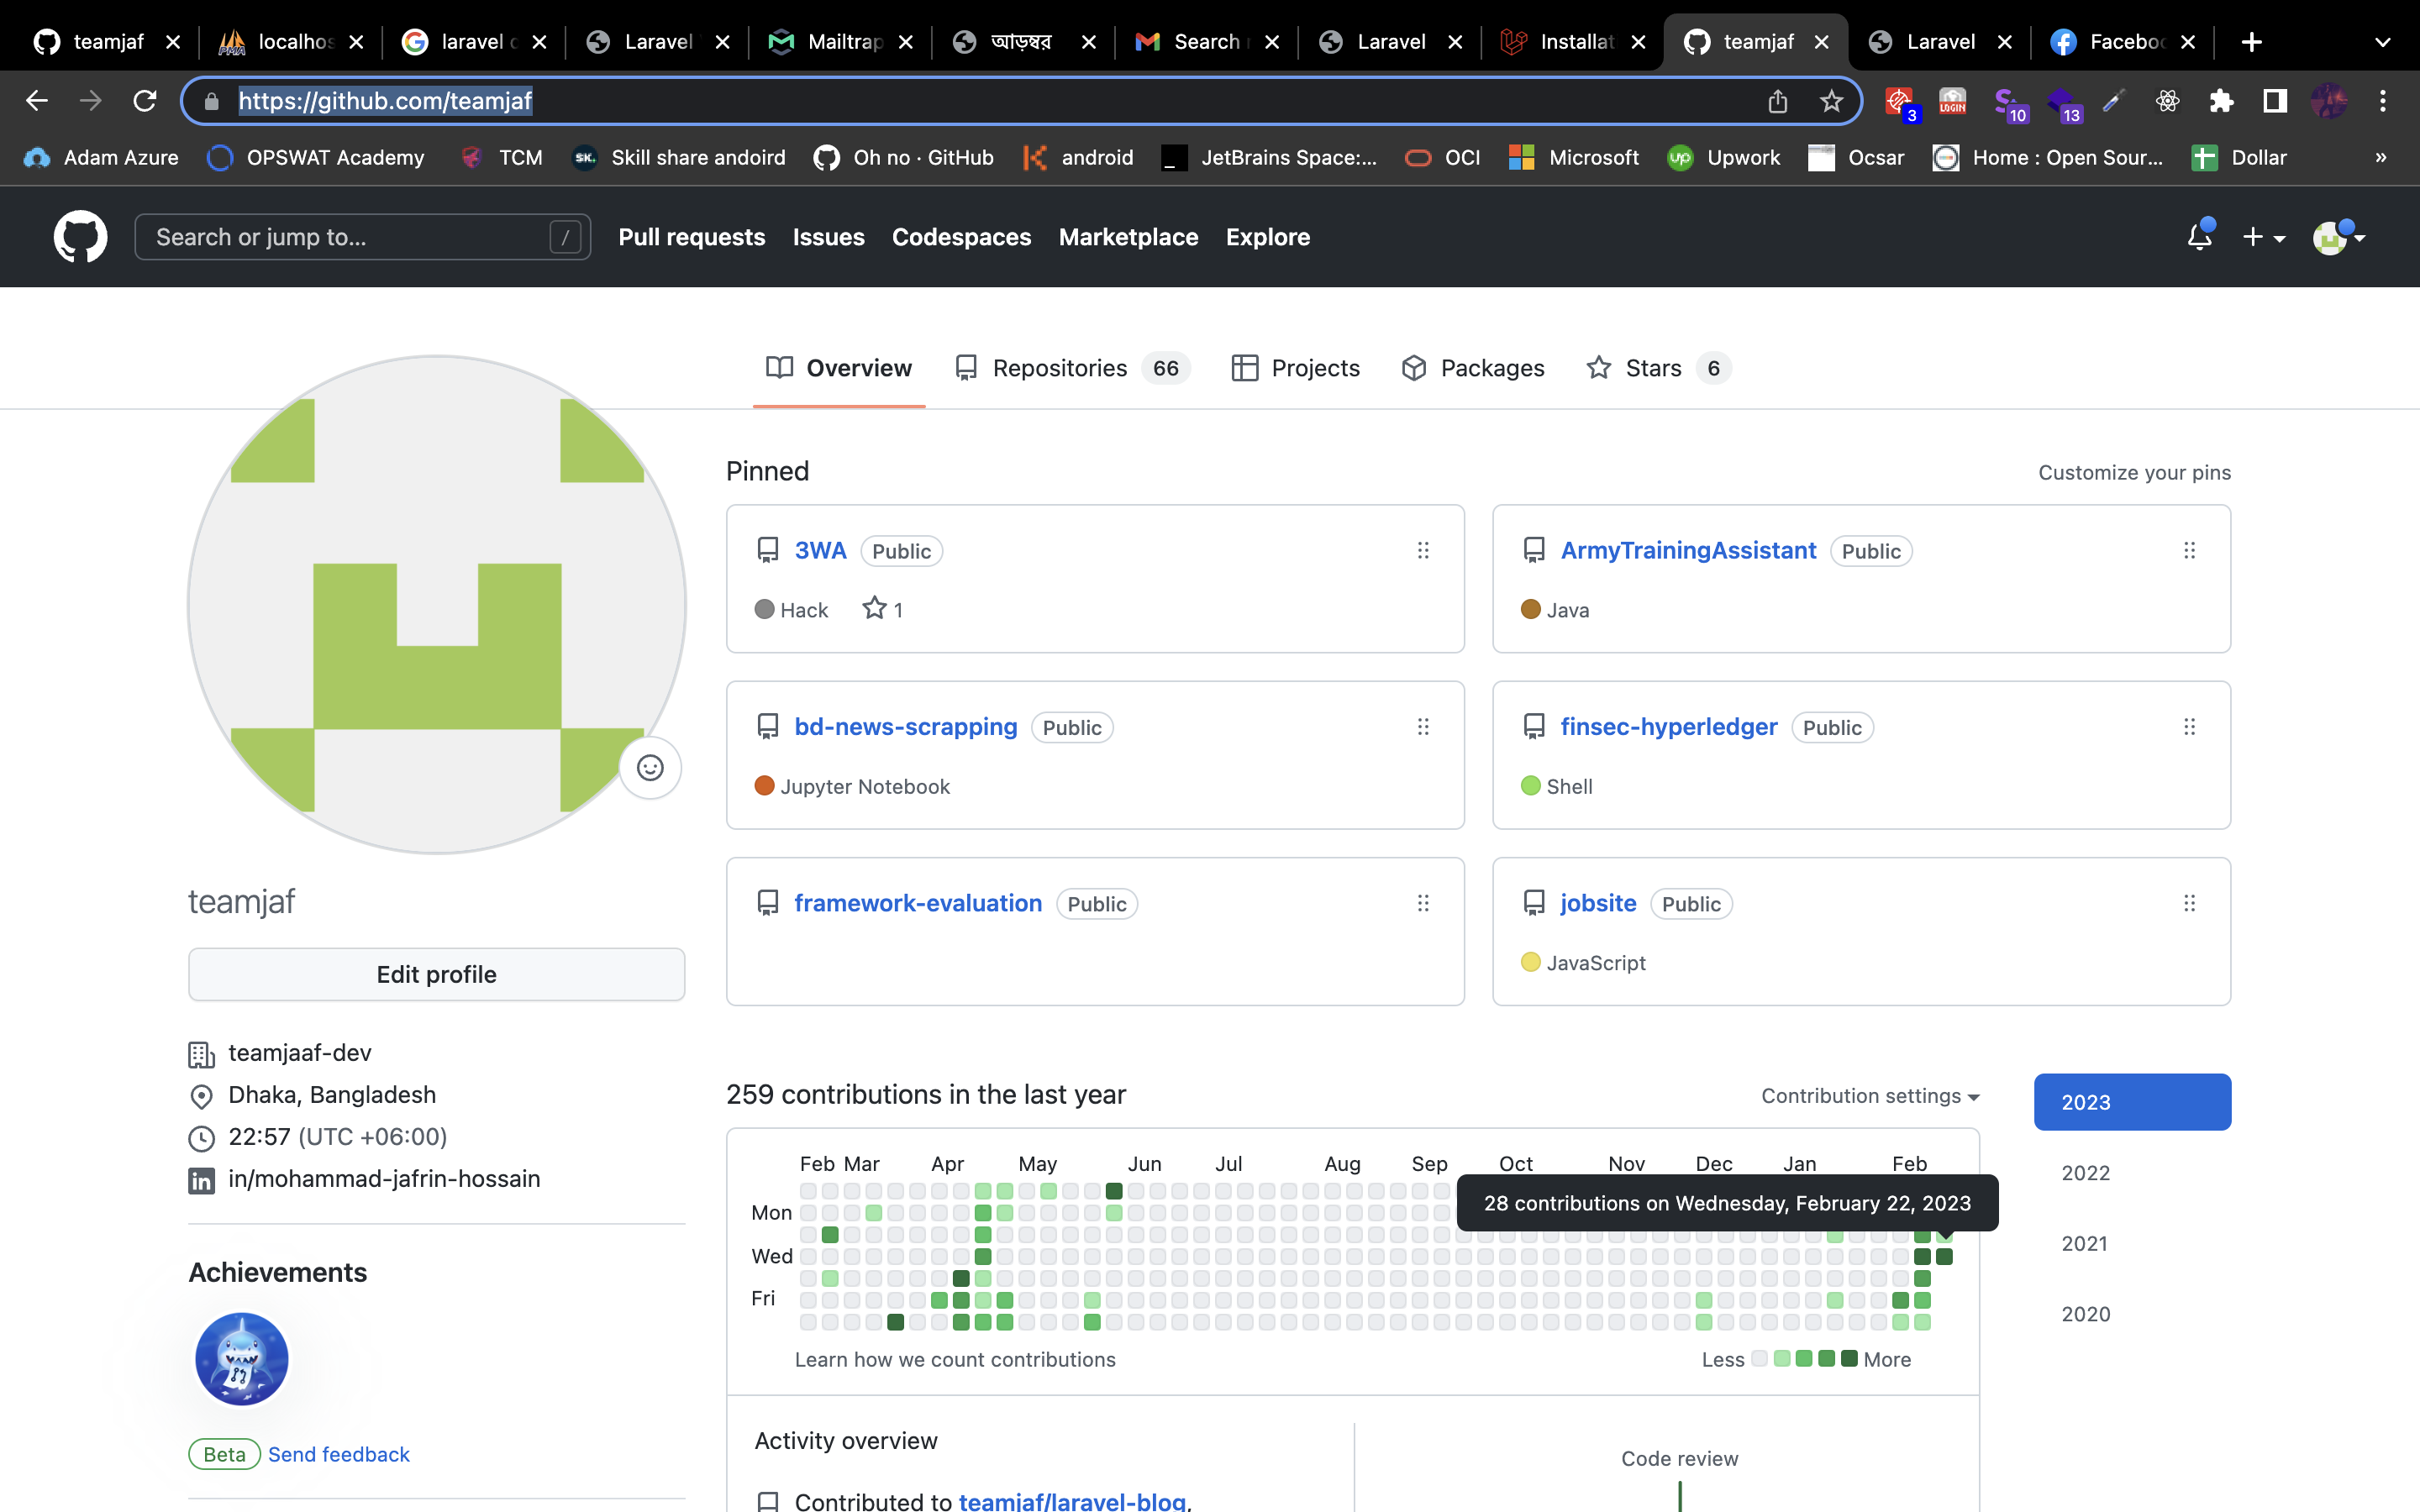 teamjaf localhos laravel c Laravel Mailtrap আড়ম্বর Search Laravel Installat teamjaf Laravel Faceboo
https://github.com/teamjaf 3 LOGIN 10 13
Adam Azure OPSWAT Academy TCM SK. Skill share andoird Oh no · GitHub android JetBrains Space:... OCI Microsoft up Upwork Ocsar Home : Open Sour... Dollar »
Search or jump to... / Pull requests Issues Codespaces Marketplace Explore
Overview Repositories 66 Projects Packages Stars 6
Pinned Customize your pins
3WA Public
Hack 1
ArmyTrainingAssistant Public
Java
bd-news-scrapping Public
Jupyter Notebook
finsec-hyperledger Public
Shell
framework-evaluation Public
jobsite Public
JavaScript
teamjaf
Edit profile
teamjaaf-dev
Dhaka, Bangladesh
22:57 (UTC +06:00)
in/mohammad-jafrin-hossain
Achievements
Beta Send feedback
259 contributions in the last year Contribution settings
2023
2022
2021
2020
Feb Mar Apr May Jun Jul Aug Sep Oct Nov Dec Jan Feb
28 contributions on Wednesday, February 22, 2023
Mon
Wed
Fri
Learn how we count contributions Less More
Activity overview
Code review
Contributed to teamjaf/laravel-blog,